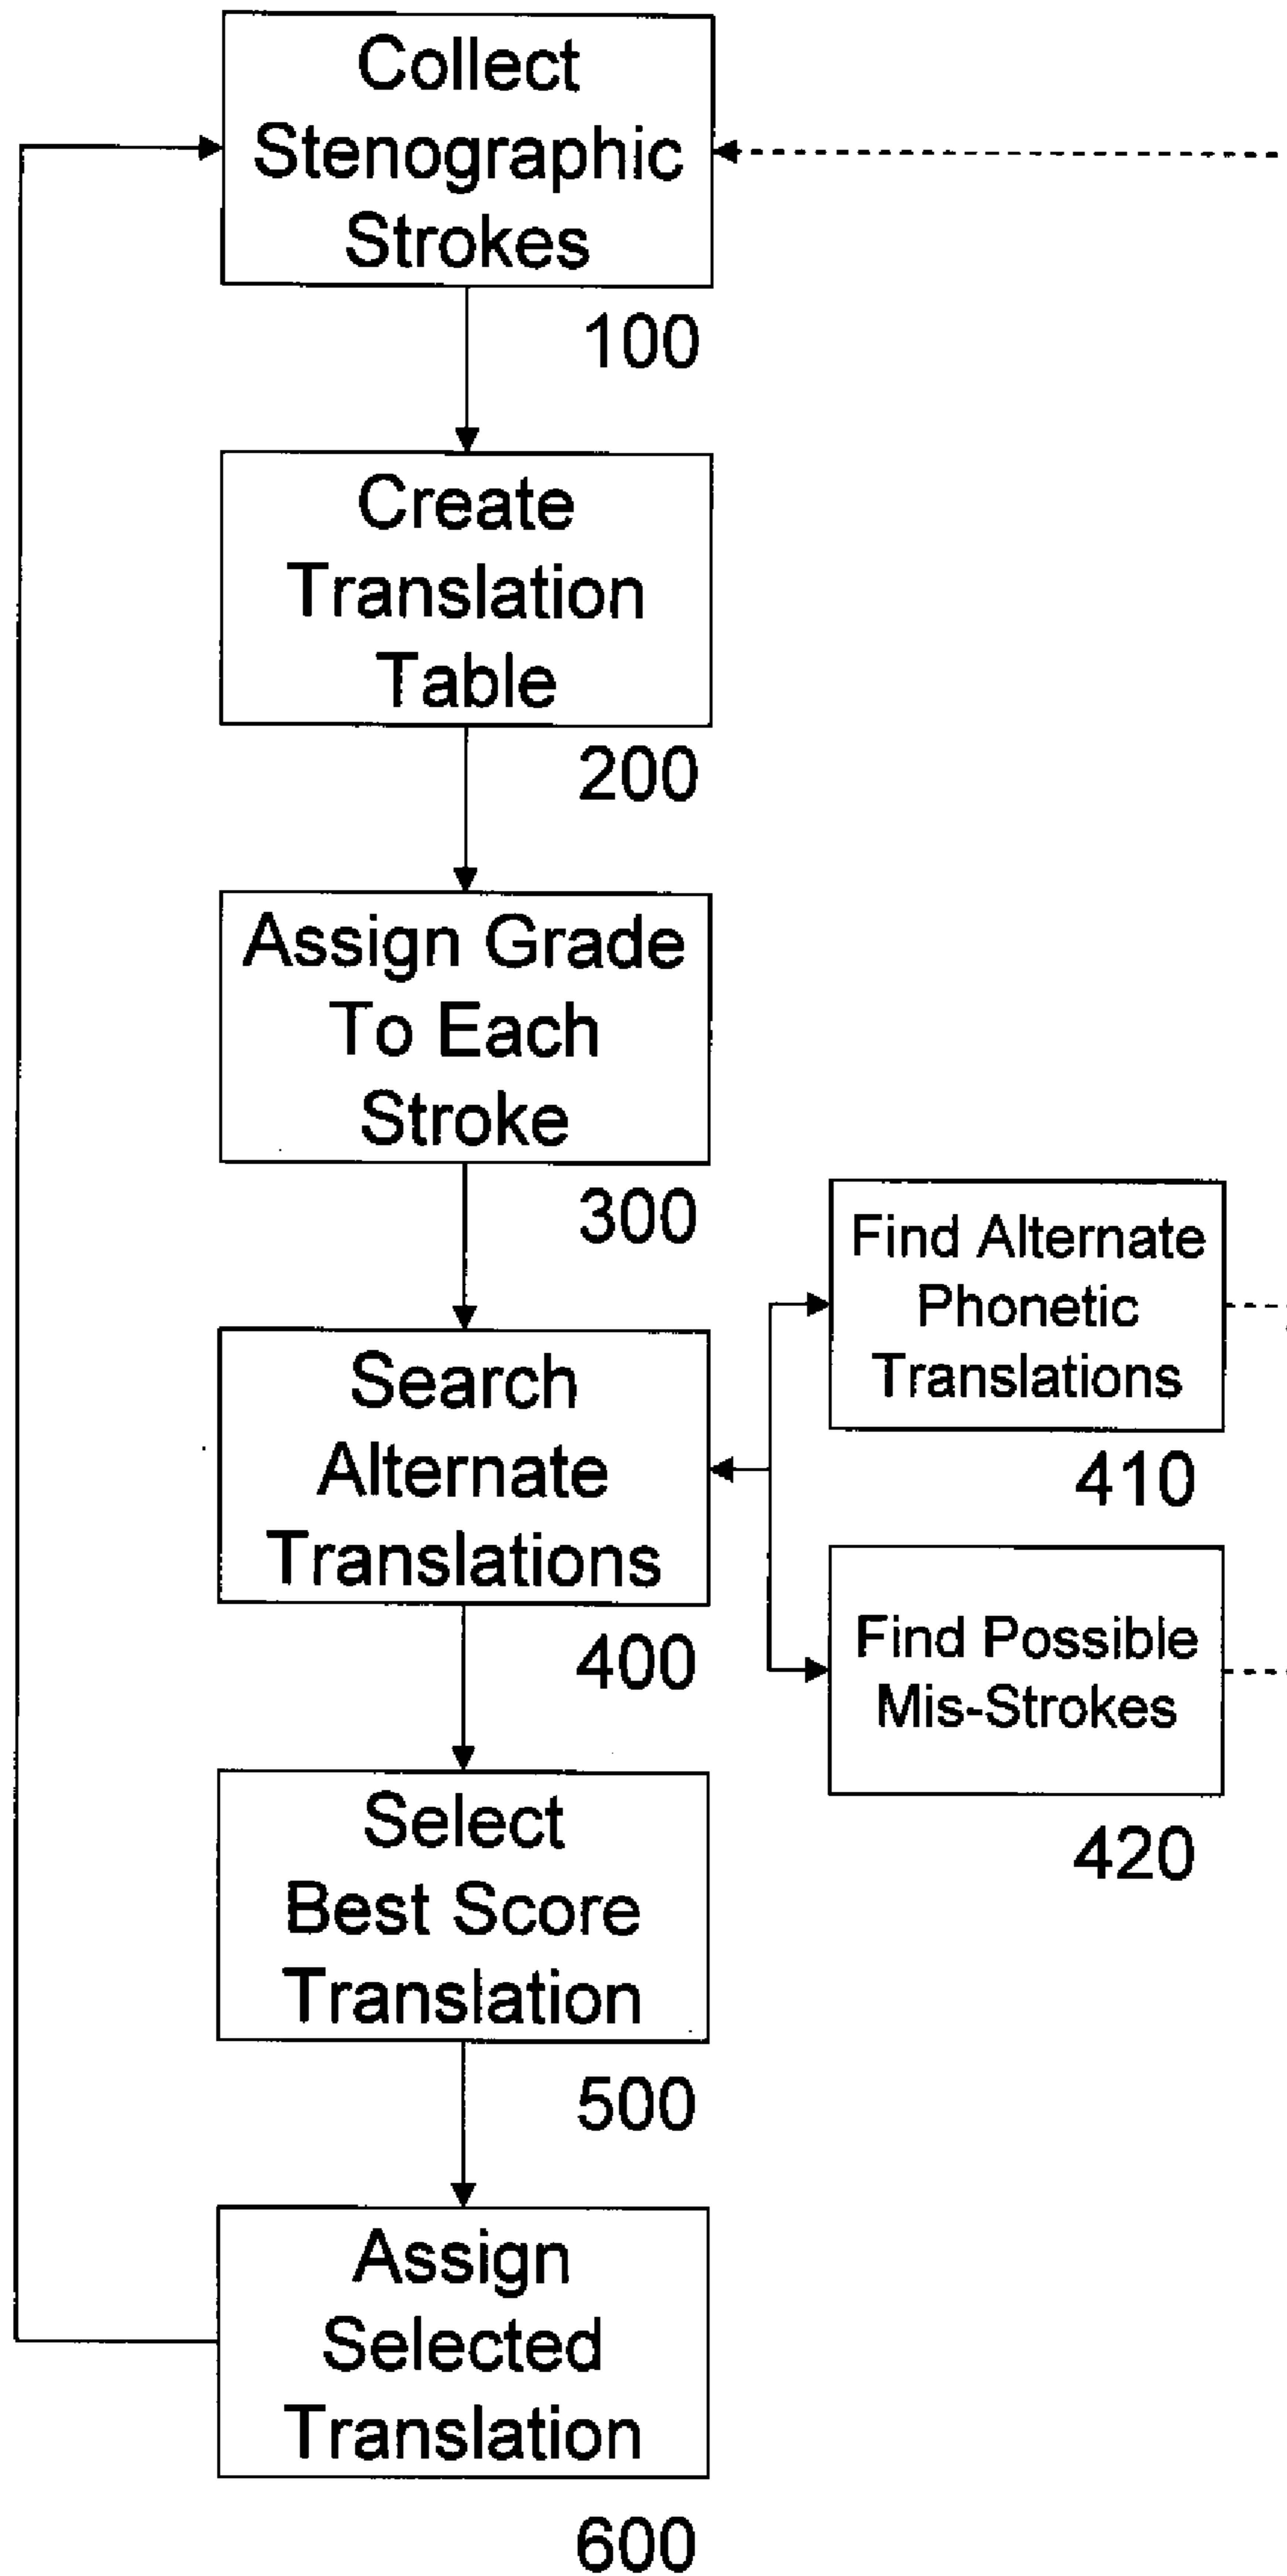 Collect
Stenographic
Strokes
100
Create
Translation
Table
200
Assign Grade
To Each
Stroke
300
Search
Alternate
Translations
400
Find Alternate
Phonetic
Translations
410
Find Possible
Mis-Strokes
420
Select
Best Score
Translation
500
Assign
Selected
Translation
600